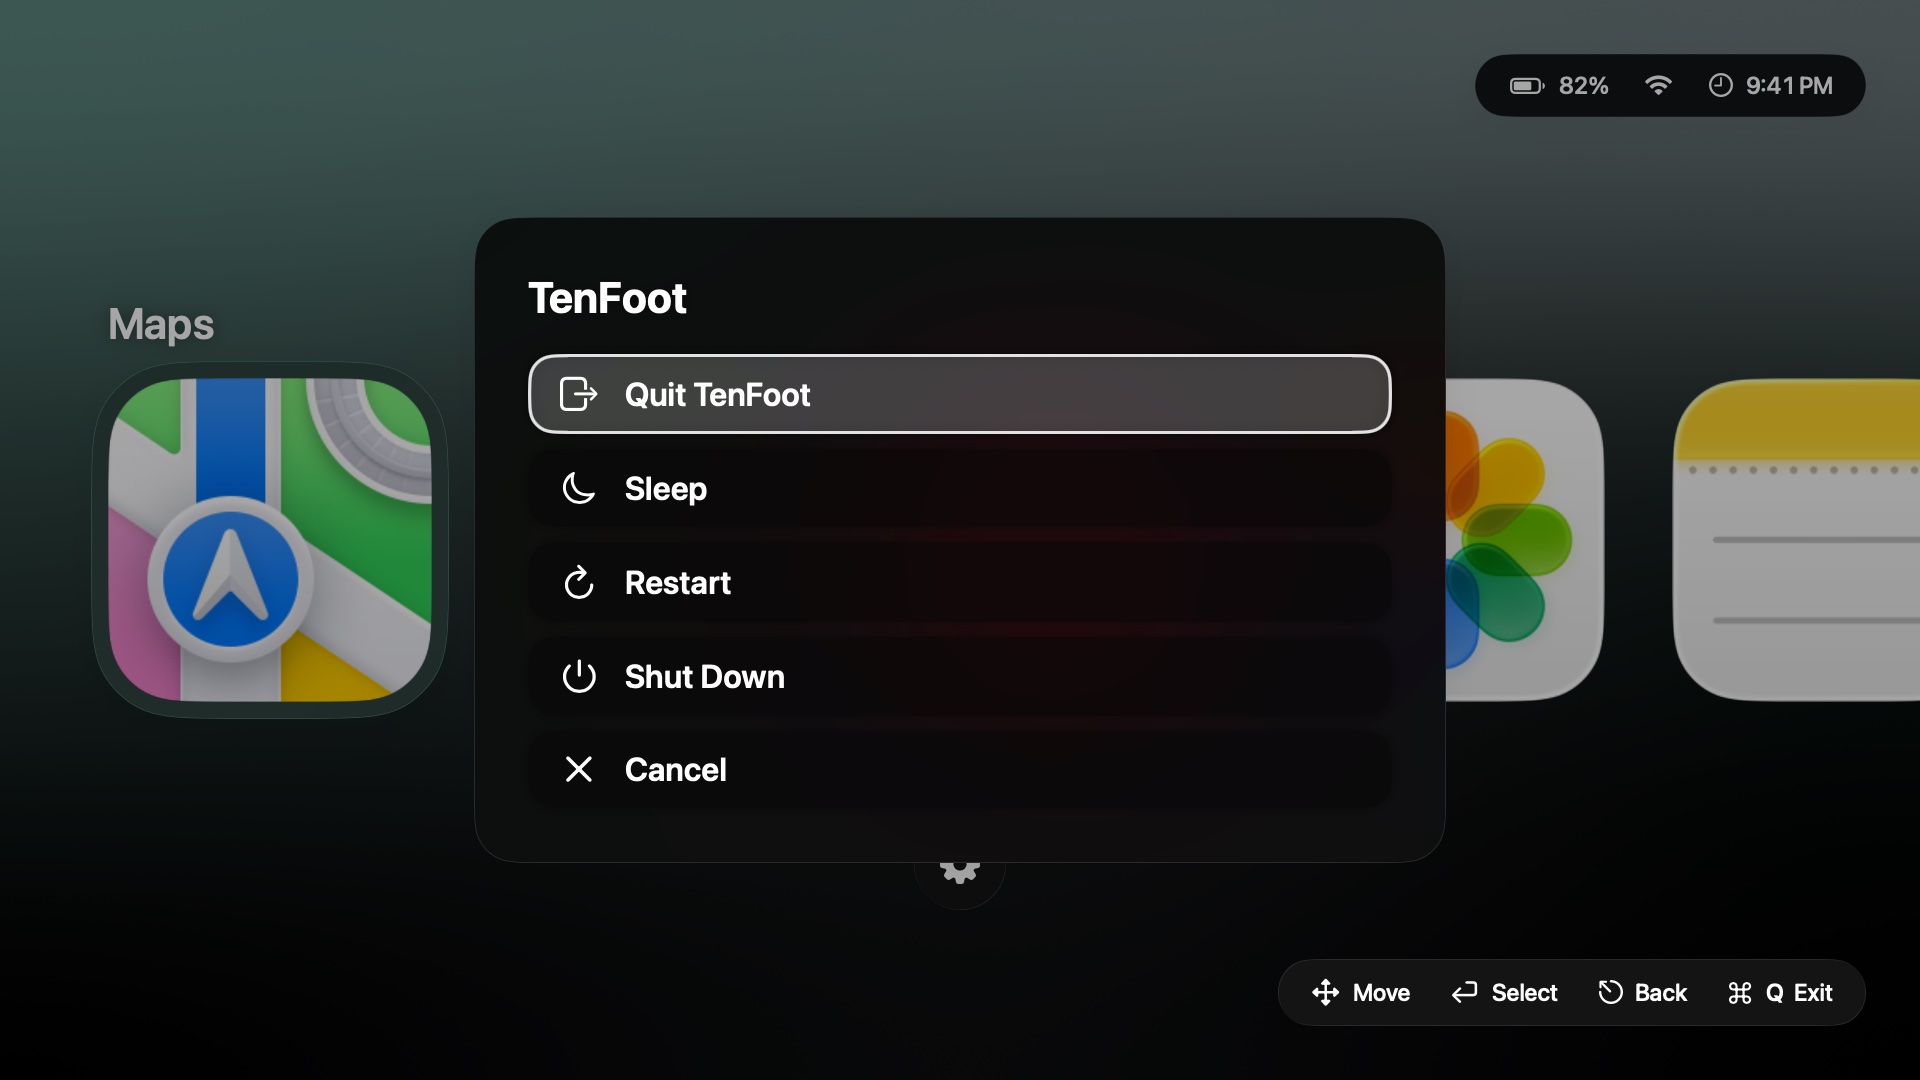 82% 9:41 PM
Maps
TenFoot
Quit TenFoot
Sleep
Restart
Shut Down
Cancel
Move Select Back ⌘ Q Exit